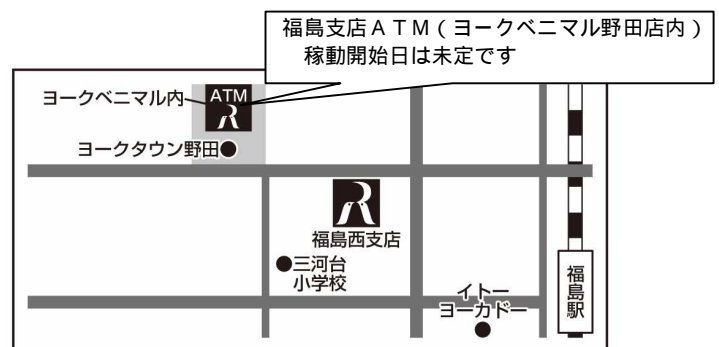 福島支店ＡＴＭ（ヨークベニマル野田店内）
稼動開始日は未定です
ヨークベニマル内
ATM
ヨークタウン野田●
福島西支店
●三河台
小学校
イトー
ヨーカドー
●
福島駅